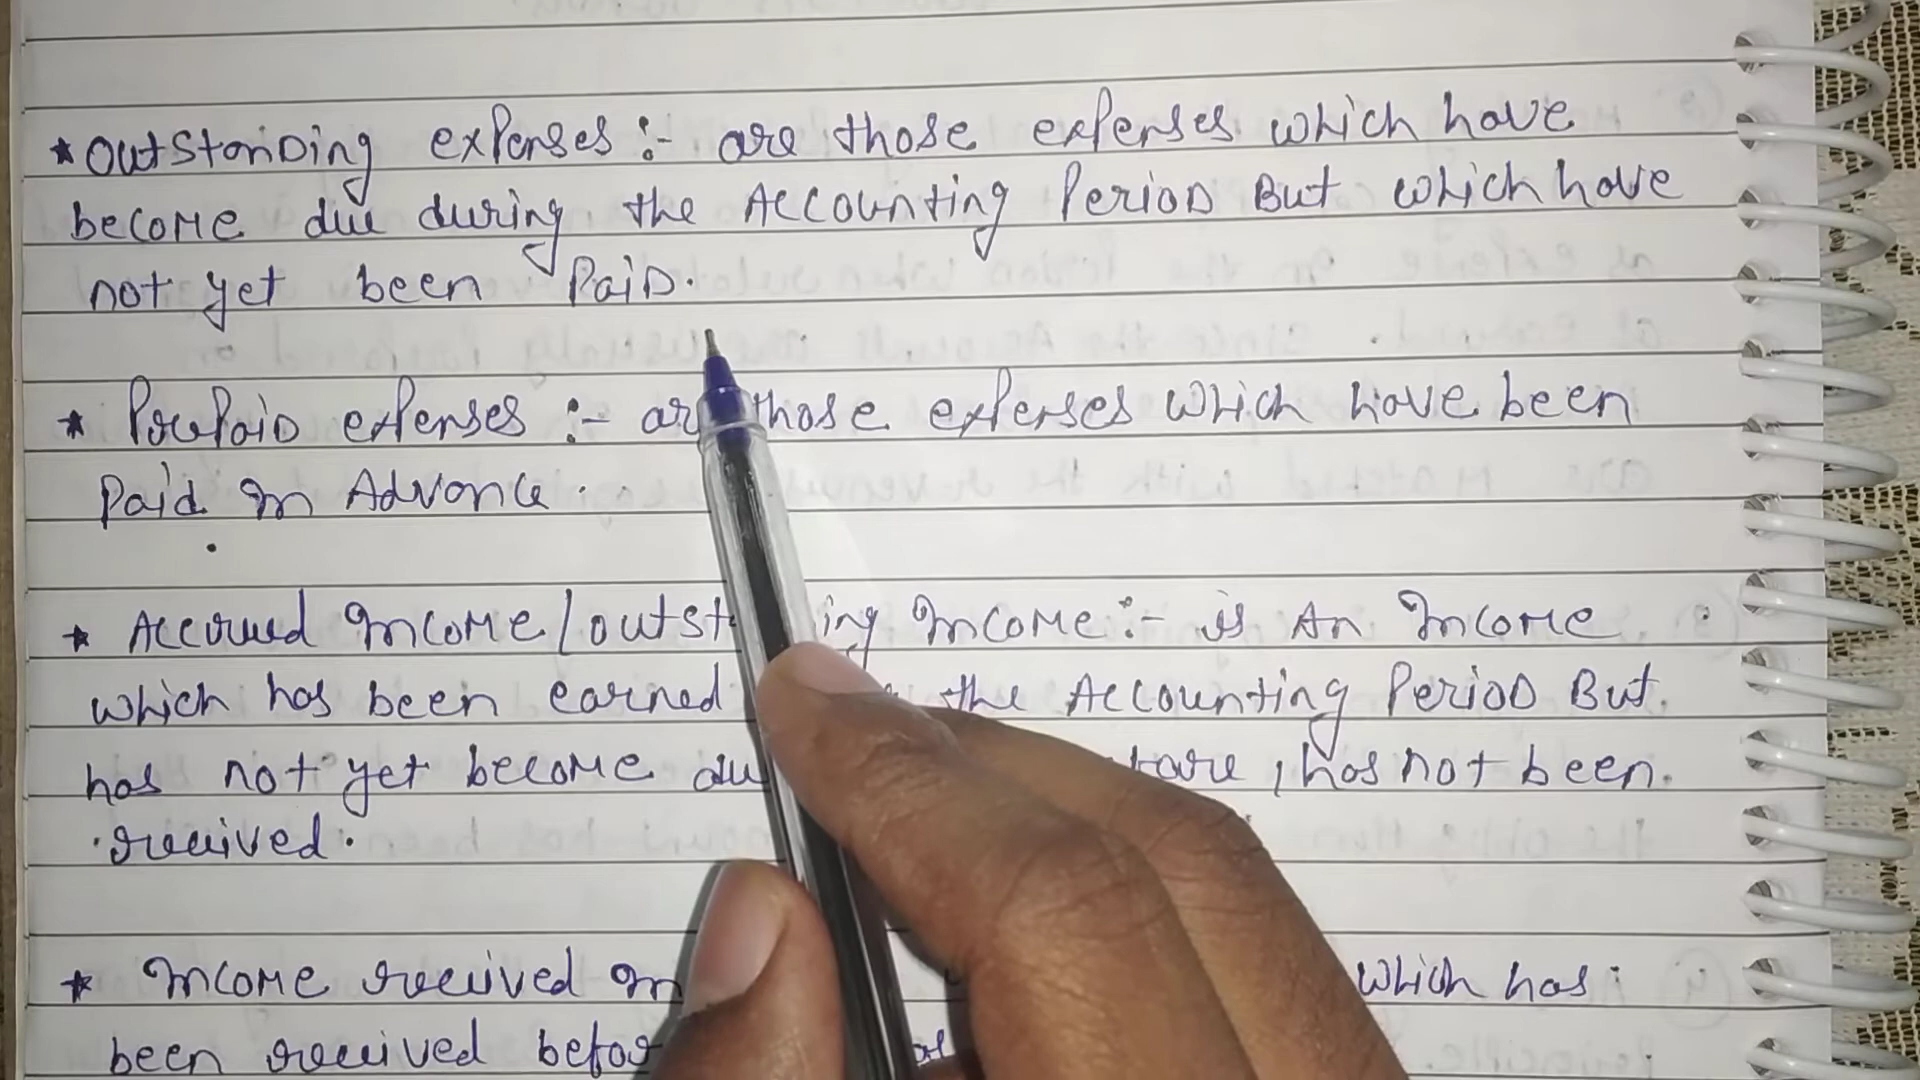 * Outstanding expenses :- are those expenses which have
become due during the Accounting Period But which have
not yet been Paid.
* Prepaid expenses :- are those expenses which have been
Paid in Advance.
* Accrued Income / outst ing Income :- is An Income
which has been earned the Accounting Period But
has not yet become du , has not been
received.
* Income received In which has
been received